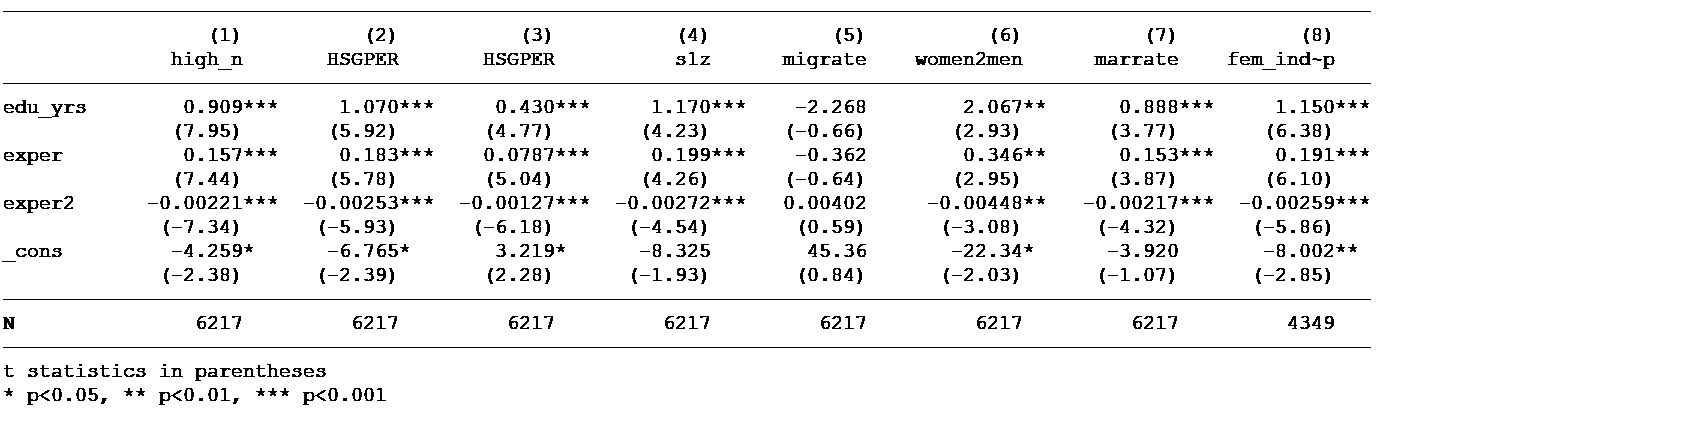 (1) (2) (3) (4) (5) (6) (7) (8)
high_n HSGPER HSGPER slz migrate women2men marrate fem_ind~p
edu_yrs 0.909*** 1.070*** 0.430*** 1.170*** -2.268 2.067** 0.888*** 1.150***
(7.95) (5.92) (4.77) (4.23) (-0.66) (2.93) (3.77) (6.38)
exper 0.157*** 0.183*** 0.0787*** 0.199*** -0.362 0.346** 0.153*** 0.191***
(7.44) (5.78) (5.04) (4.26) (-0.64) (2.95) (3.87) (6.10)
exper2 -0.00221*** -0.00253*** -0.00127*** -0.00272*** 0.00402 -0.00448** -0.00217*** -0.00259***
(-7.34) (-5.93) (-6.18) (-4.54) (0.59) (-3.08) (-4.32) (-5.86)
_cons -4.259* -6.765* 3.219* -8.325 45.36 -22.34* -3.920 -8.002**
(-2.38) (-2.39) (2.28) (-1.93) (0.84) (-2.03) (-1.07) (-2.85)
N 6217 6217 6217 6217 6217 6217 6217 4349
t statistics in parentheses
* p<0.05, ** p<0.01, *** p<0.001